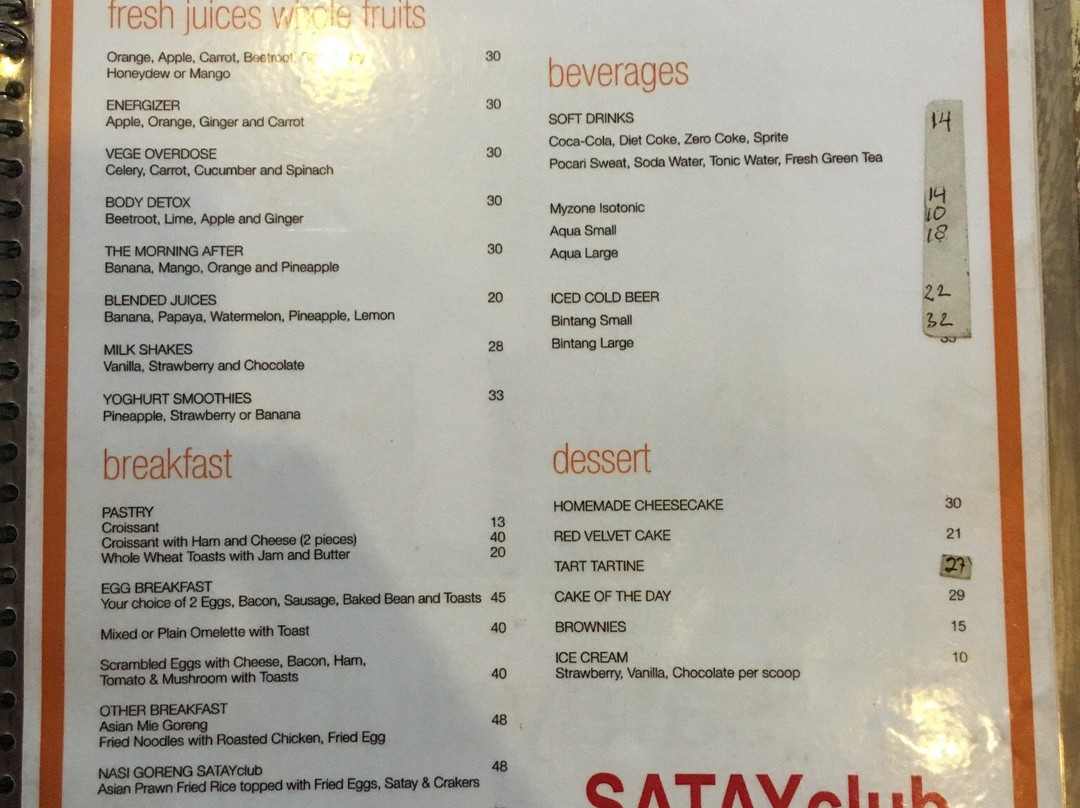 fresh juices whole fruits
Orange, Apple, Carrot, Beetroot, 30
Honeydew or Mango
ENERGIZER 30
Apple, Orange, Ginger and Carrot
VEGE OVERDOSE 30
Celery, Carrot, Cucumber and Spinach
BODY DETOX 30
Beetroot, Lime, Apple and Ginger
THE MORNING AFTER 30
Banana, Mango, Orange and Pineapple
BLENDED JUICES 20
Banana, Papaya, Watermelon, Pineapple, Lemon
MILK SHAKES 28
Vanilla, Strawberry and Chocolate
YOGHURT SMOOTHIES 33
Pineapple, Strawberry or Banana
breakfast
PASTRY
Croissant 13
Croissant with Ham and Cheese (2 pieces) 40
Whole Wheat Toasts with Jam and Butter 20
EGG BREAKFAST
Your choice of 2 Eggs, Bacon, Sausage, Baked Bean and Toasts 45
Mixed or Plain Omelette with Toast 40
Scrambled Eggs with Cheese, Bacon, Ham,
Tomato & Mushroom with Toasts 40
OTHER BREAKFAST
Asian Mie Goreng 48
Fried Noodles with Roasted Chicken, Fried Egg
NASI GORENG SATAYclub 48
Asian Prawn Fried Rice topped with Fried Eggs, Satay & Crakers
beverages
SOFT DRINKS 14
Coca-Cola, Diet Coke, Zero Coke, Sprite
Pocari Sweat, Soda Water, Tonic Water, Fresh Green Tea
Myzone Isotonic 14
Aqua Small 10
Aqua Large 18
ICED COLD BEER
Bintang Small 22
Bintang Large 32
dessert
HOMEMADE CHEESECAKE 30
RED VELVET CAKE 21
TART TARTINE 27
CAKE OF THE DAY 29
BROWNIES 15
ICE CREAM 10
Strawberry, Vanilla, Chocolate per scoop
SATAYclub